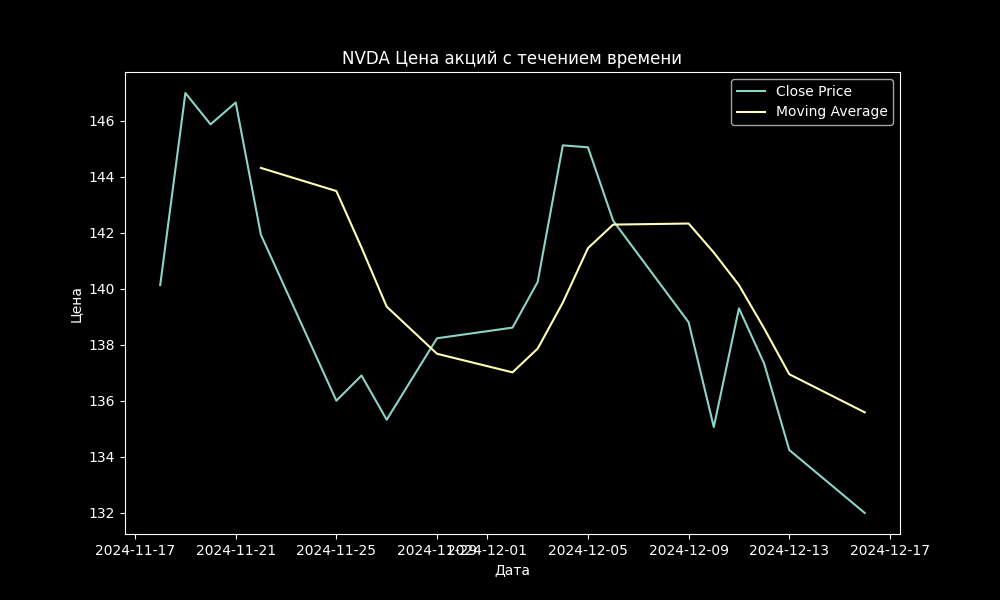 NVDA Цена акций с течением времени
Close Price
Moving Average
146
144
142
140
138
136
134
132
Цена
2024-11-17 2024-11-21 2024-11-25 2024-11-29 2024-12-01 2024-12-05 2024-12-09 2024-12-13 2024-12-17
Дата